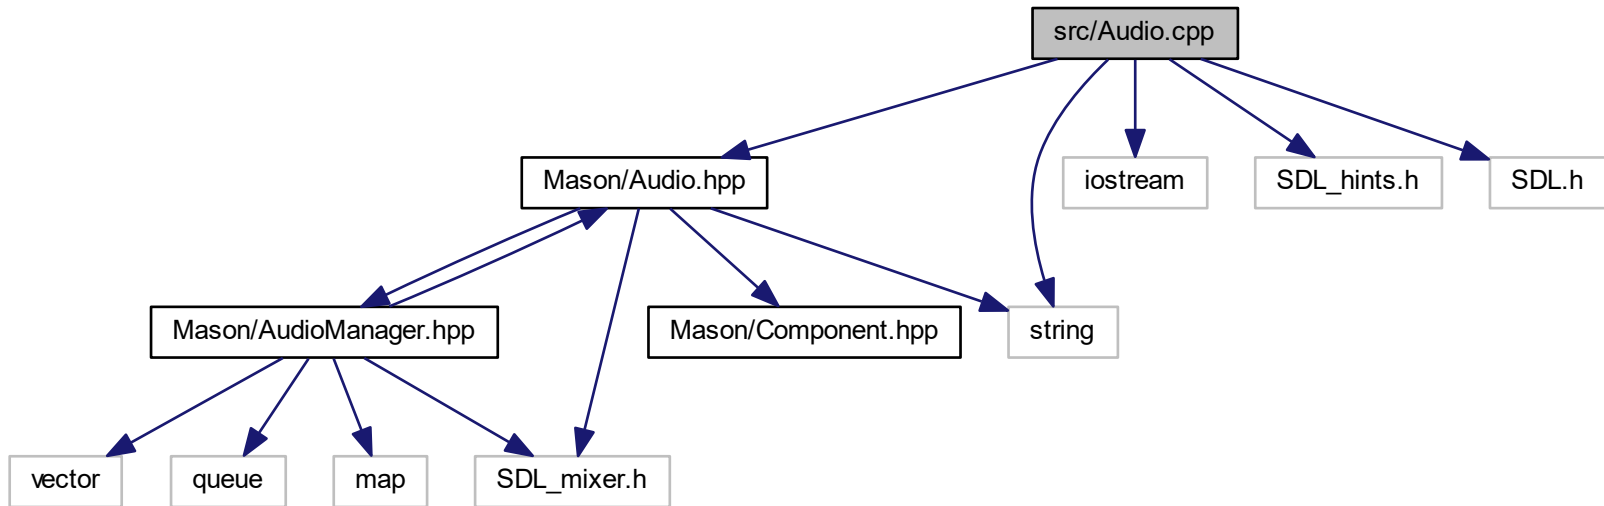 src/Audio.cpp
Mason/Audio.hpp
iostream
SDL_hints.h
SDL.h
Mason/AudioManager.hpp
Mason/Component.hpp
string
vector
queue
map
SDL_mixer.h